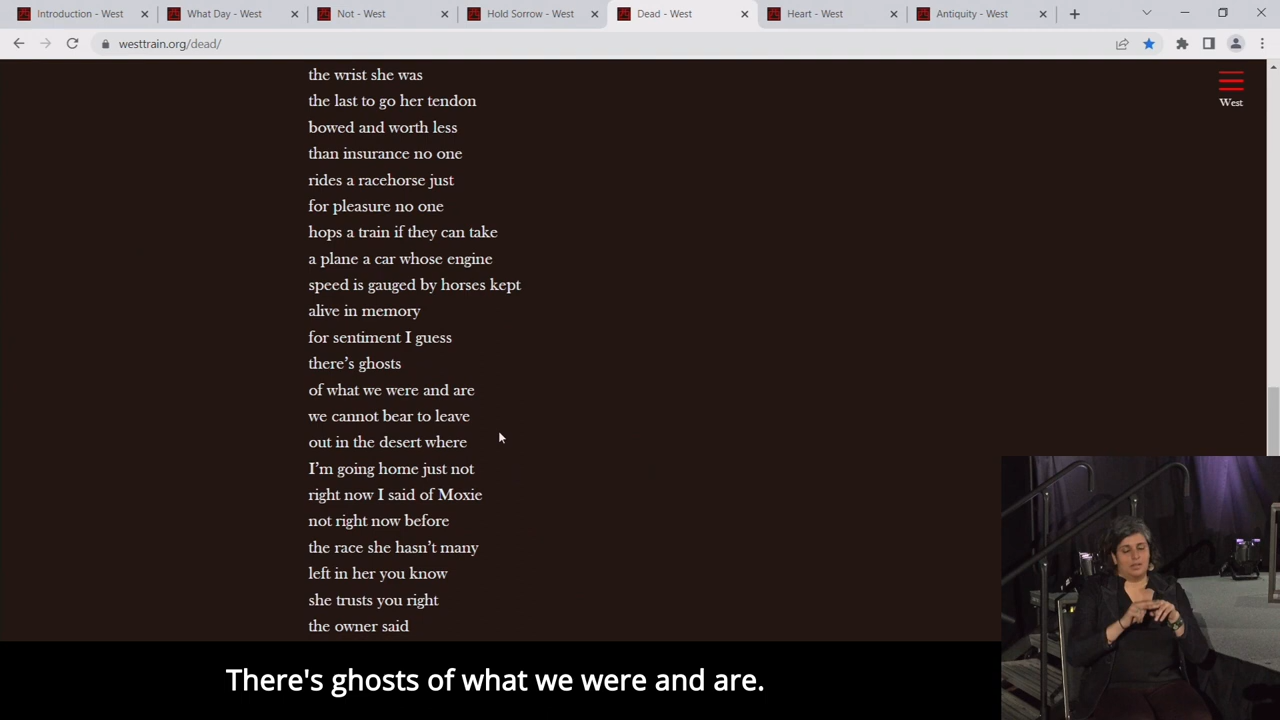 Introduction - West
What Day - West
Not - West
Hold Sorrow - West
Dead - West
Heart - West
Antiquity - West
westtrain.org/dead/
West
the wrist she was
the last to go her tendon
bowed and worth less
than insurance no one
rides a racehorse just
for pleasure no one
hops a train if they can take
a plane a car whose engine
speed is gauged by horses kept
alive in memory
for sentiment I guess
there’s ghosts
of what we were and are
we cannot bear to leave
out in the desert where
I’m going home just not
right now I said of Moxie
not right now before
the race she hasn’t many
left in her you know
she trusts you right
the owner said
There's ghosts of what we were and are.